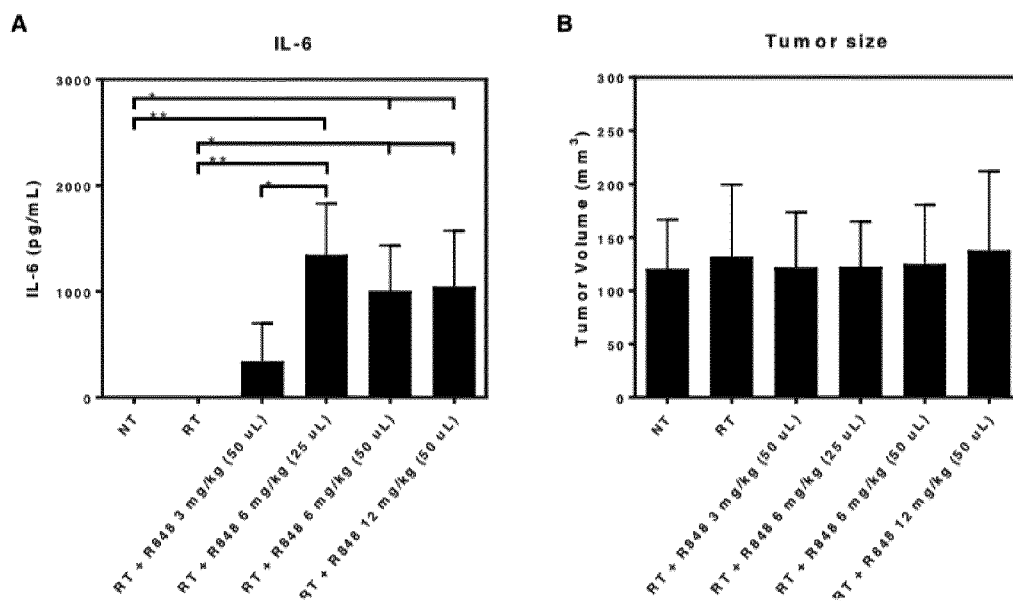 A
IL-6
IL-6 (pg/mL)
3000
2000
1000
0
*
**
*
**
*
NT
RT
RT + R848 3 mg/kg (50 uL)
RT + R848 6 mg/kg (25 uL)
RT + R848 6 mg/kg (50 uL)
RT + R848 12 mg/kg (50 uL)
B
Tumor size
Tumor Volume (mm³)
300
250
200
150
100
50
0
NT
RT
RT + R848 3 mg/kg (50 uL)
RT + R848 6 mg/kg (25 uL)
RT + R848 6 mg/kg (50 uL)
RT + R848 12 mg/kg (50 uL)